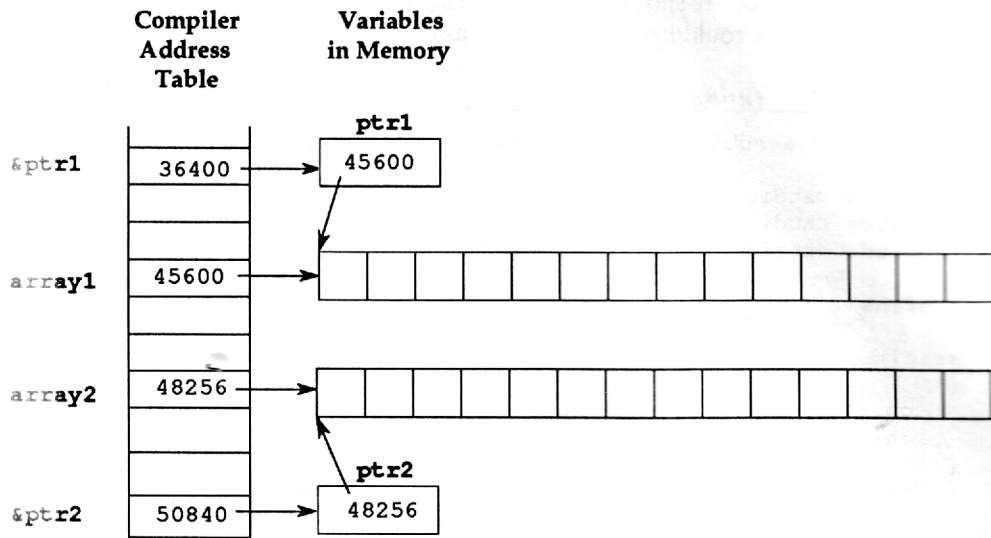 Compiler
Address
Table
Variables
in Memory
ptr1
&ptr1
36400
45600
array1
45600
array2
48256
ptr2
&ptr2
50840
48256